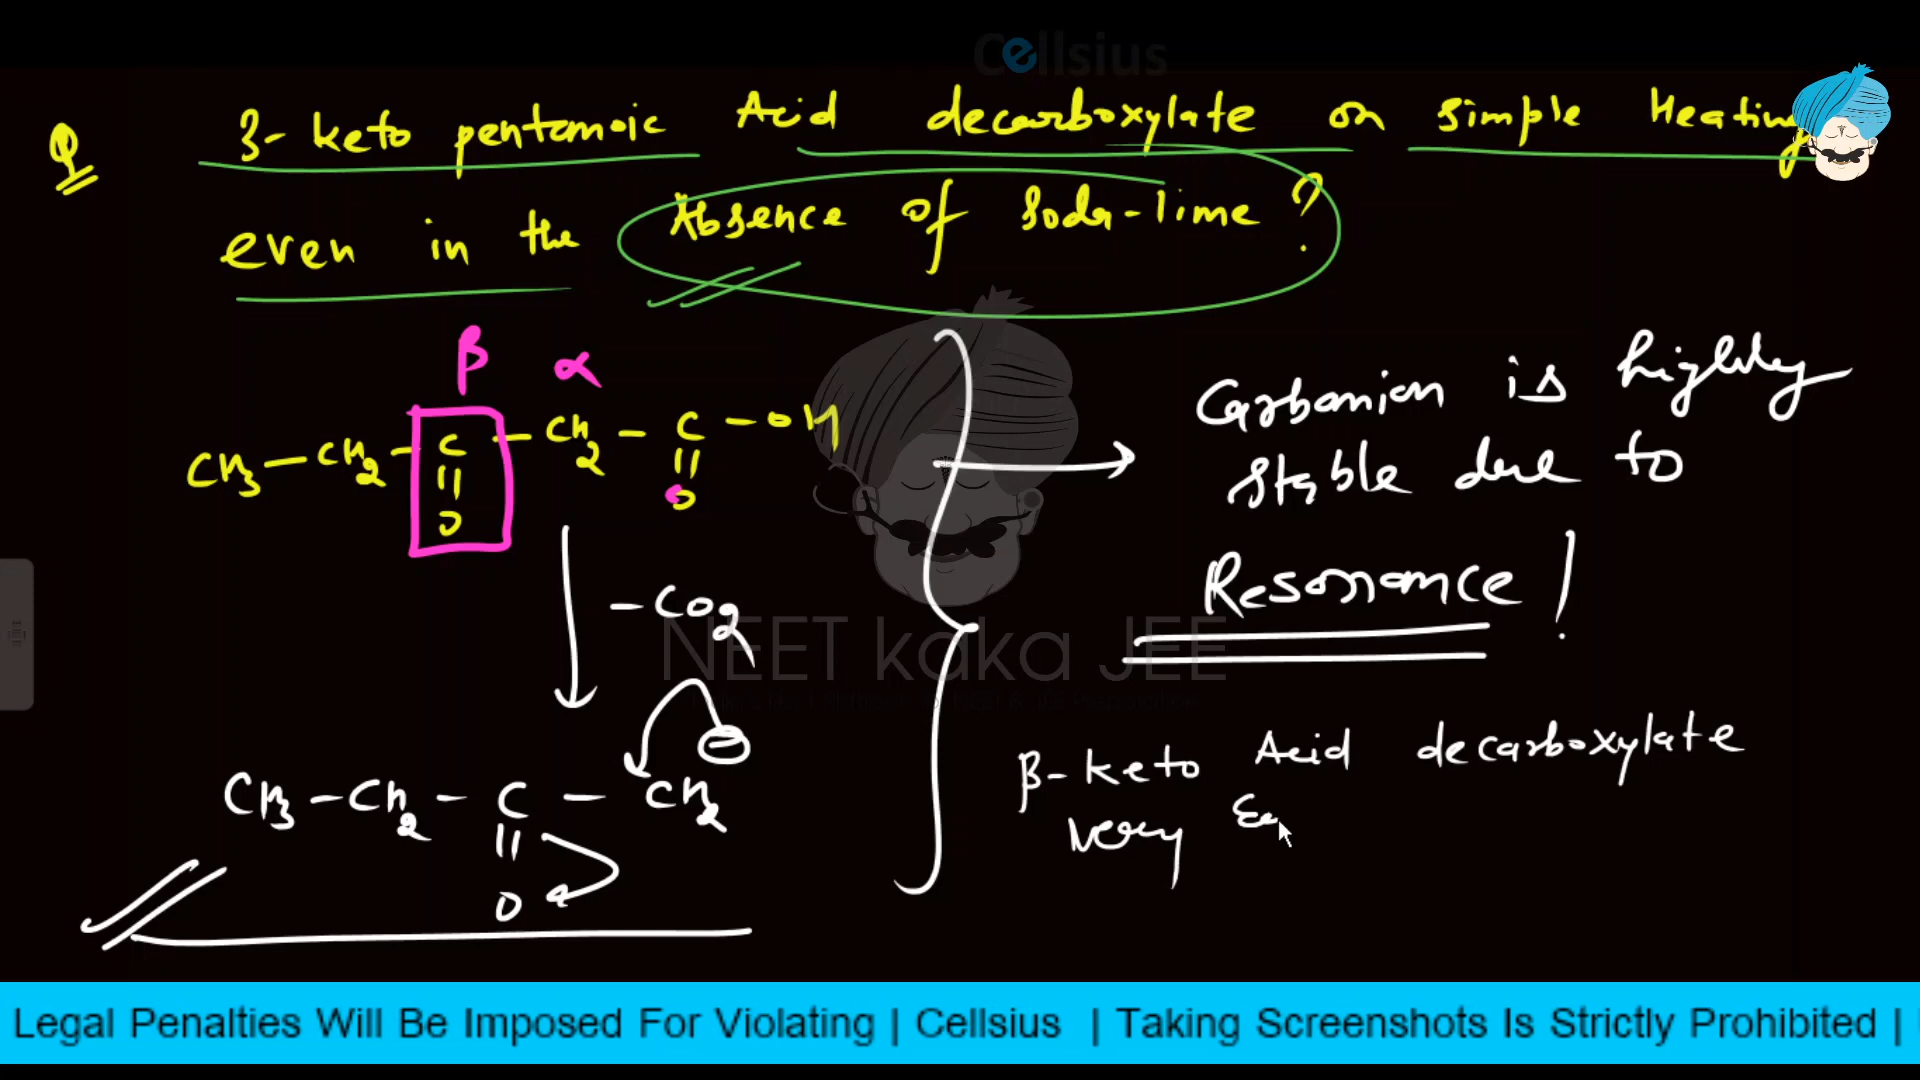 Cellsius
Q 3-keto pentanoic Acid decarboxylate on simple Heating
even in the Absence of Soda-lime?
β α
CH3-CH2-C-CH2-C-OH
O O
-CO2
CH3-CH2-C-CH2
O
Carbanion is highly
stable due to
Resonance!
NEET kaka JEE
β-keto Acid decarboxylate
very Ea
Legal Penalties Will Be Imposed For Violating | Cellsius | Taking Screenshots Is Strictly Prohibited |